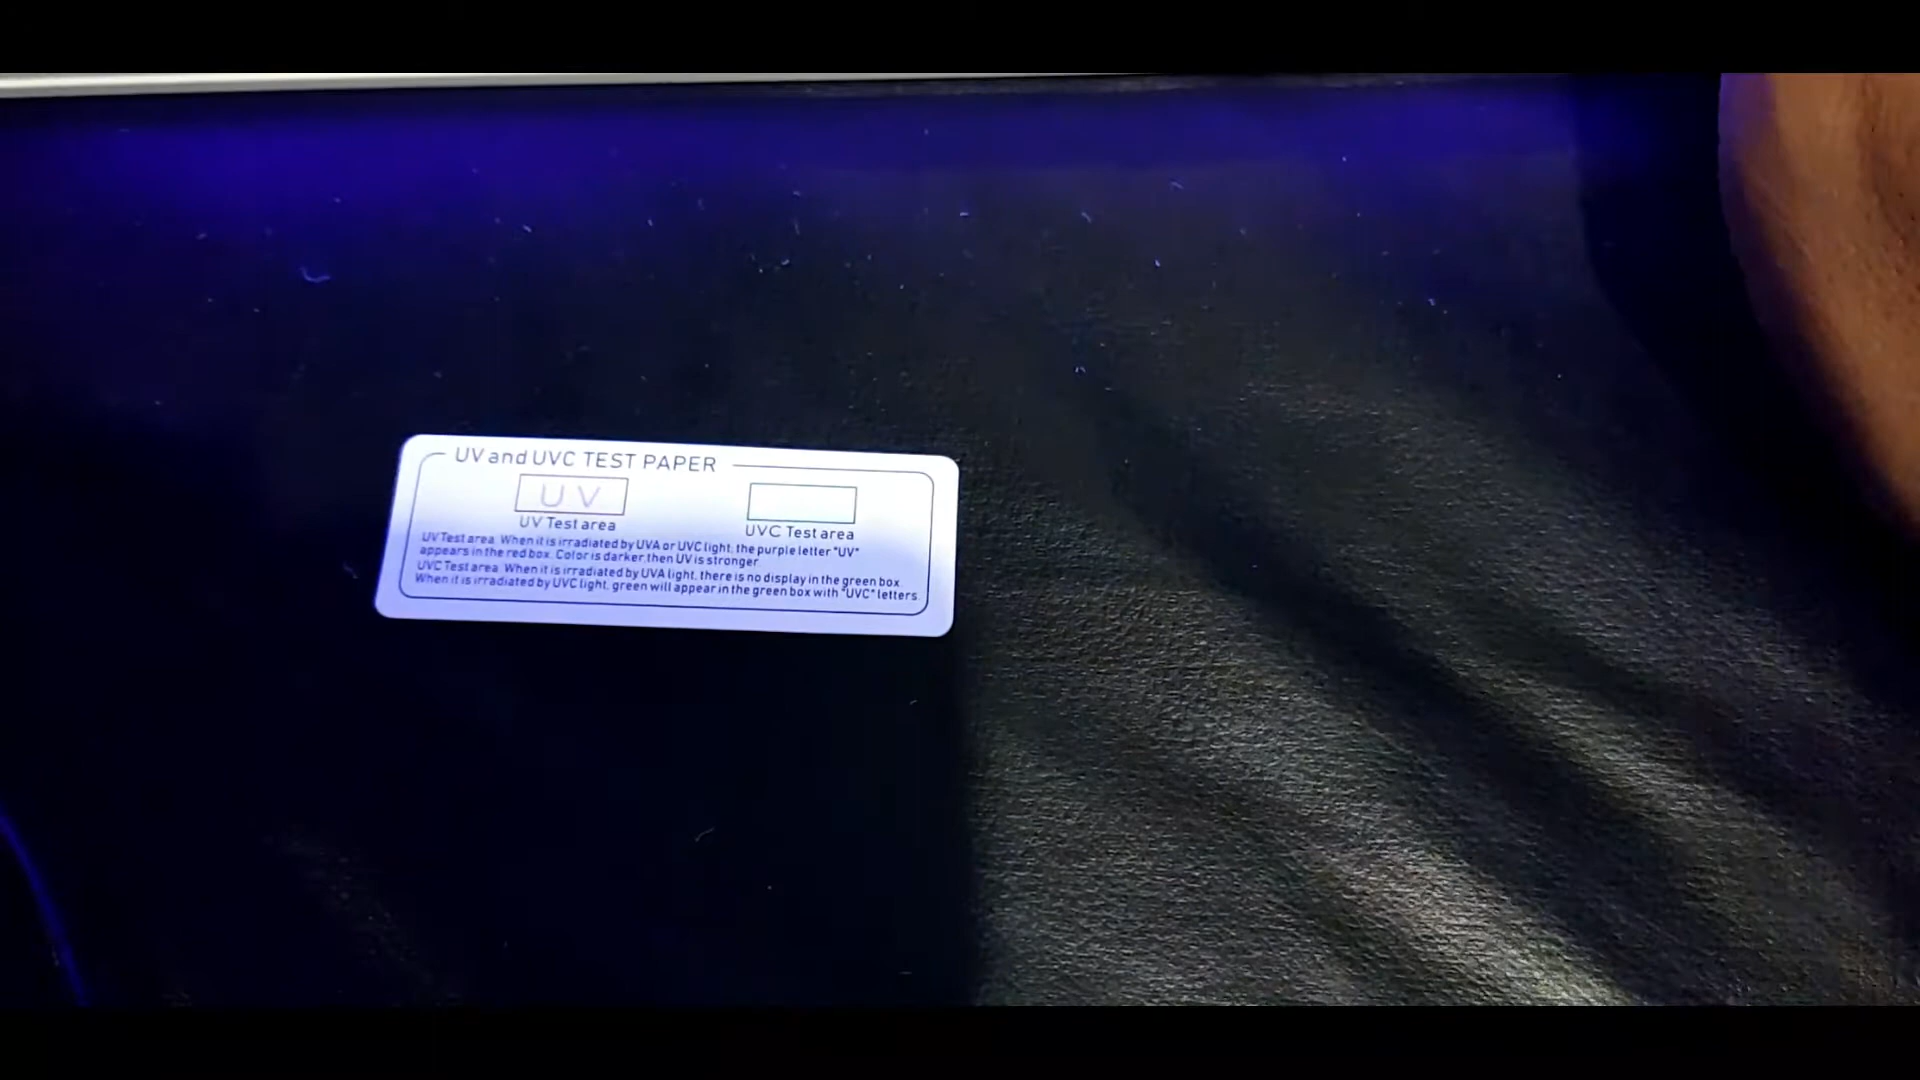 UV and UVC TEST PAPER
UV
UV Test area
UVC Test area
UV Test area. When it is irradiated by UVA or UVC light, the purple letter "UV"
appears in the red box. Color is darker, then UV is stronger
UVC Test area. When it is irradiated by UVA light, there is no display in the green box.
When it is irradiated by UVC light, green will appear in the green box with "UVC" letters.